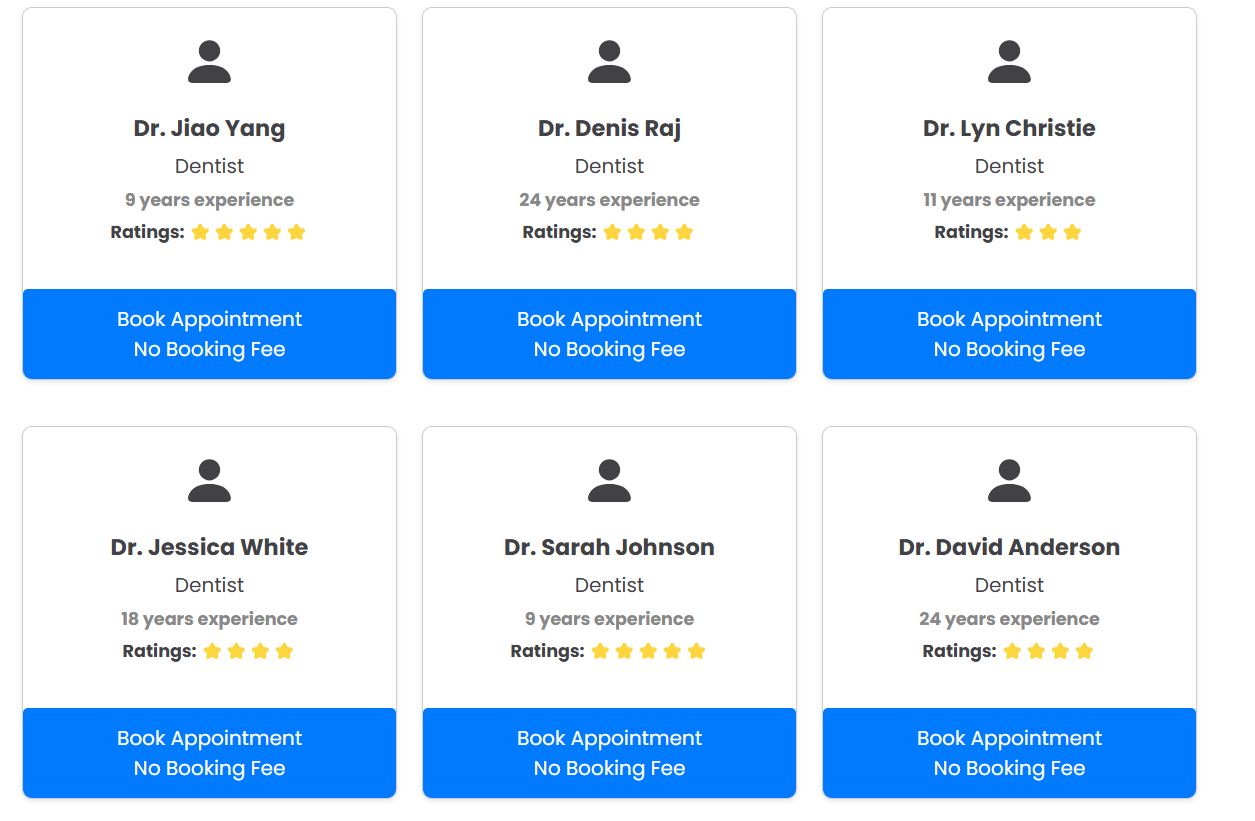 Dr. Jiao Yang
Dentist
9 years experience
Ratings:
Book Appointment
No Booking Fee
Dr. Denis Raj
Dentist
24 years experience
Ratings:
Book Appointment
No Booking Fee
Dr. Lyn Christie
Dentist
11 years experience
Ratings:
Book Appointment
No Booking Fee
Dr. Jessica White
Dentist
18 years experience
Ratings:
Book Appointment
No Booking Fee
Dr. Sarah Johnson
Dentist
9 years experience
Ratings:
Book Appointment
No Booking Fee
Dr. David Anderson
Dentist
24 years experience
Ratings:
Book Appointment
No Booking Fee